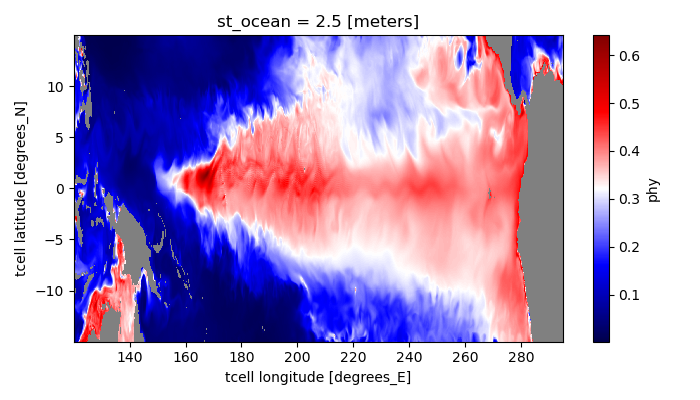 st_ocean = 2.5 [meters]
10
5
0
−5
−10
tcell latitude [degrees_N]
140 160 180 200 220 240 260 280
tcell longitude [degrees_E]
0.6
0.5
0.4
0.3
0.2
0.1
phy